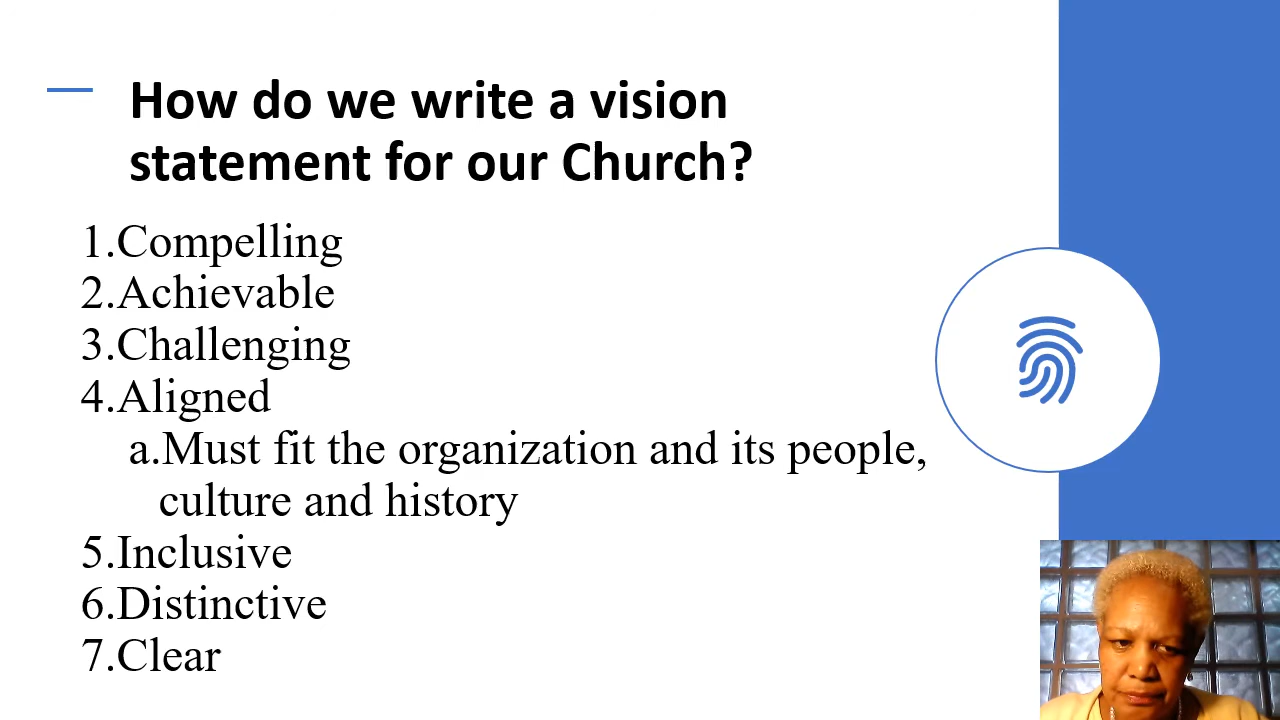 How do we write a vision
statement for our Church?
1.Compelling
2.Achievable
3.Challenging
4.Aligned
a.Must fit the organization and its people,
culture and history
5.Inclusive
6.Distinctive
7.Clear